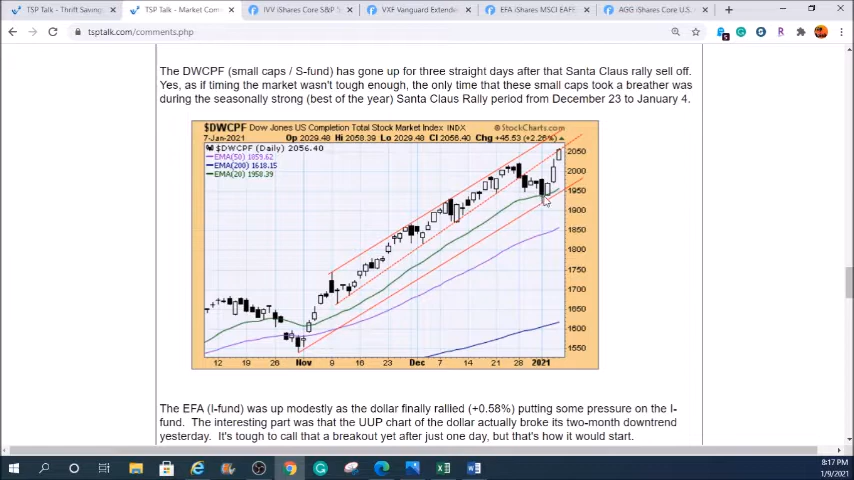 TSP Talk - Thrift Saving
TSP Talk - Market Com
IVV iShares Core S&P 5
VXF Vanguard Extende
EFA iShares MSCI EAFE
AGG iShares Core U.S.
tsptalk.com/comments.php
The DWCPF (small caps / S-fund) has gone up for three straight days after that Santa Claus rally sell off.
Yes, as if timing the market wasn't tough enough, the only time that these small caps took a breather was
during the seasonally strong (best of the year) Santa Claus Rally period from December 23 to January 4.
$DWCPF Dow Jones US Completion Total Stock Market Index INDX
© StockCharts.com
7-Jan-2021 Op 2029.48 Hi 2058.39 Lo 2029.48 Cl 2056.40 Chg +45.53 (+2.26%)
$DWCPF (Daily) 2056.40
EMA(50) 1859.62
EMA(200) 1618.15
EMA(20) 1958.39
2050
2000
1950
1900
1850
1800
1750
1700
1650
1600
1550
12 19 26 Nov 9 16 23 Dec 7 14 21 28 2021
The EFA (I-fund) was up modestly as the dollar finally rallied (+0.58%) putting some pressure on the I-
fund. The interesting part was that the UUP chart of the dollar actually broke its two-month downtrend
yesterday. It's tough to call that a breakout yet after just one day, but that's how it would start.
8:17 PM
1/9/2021